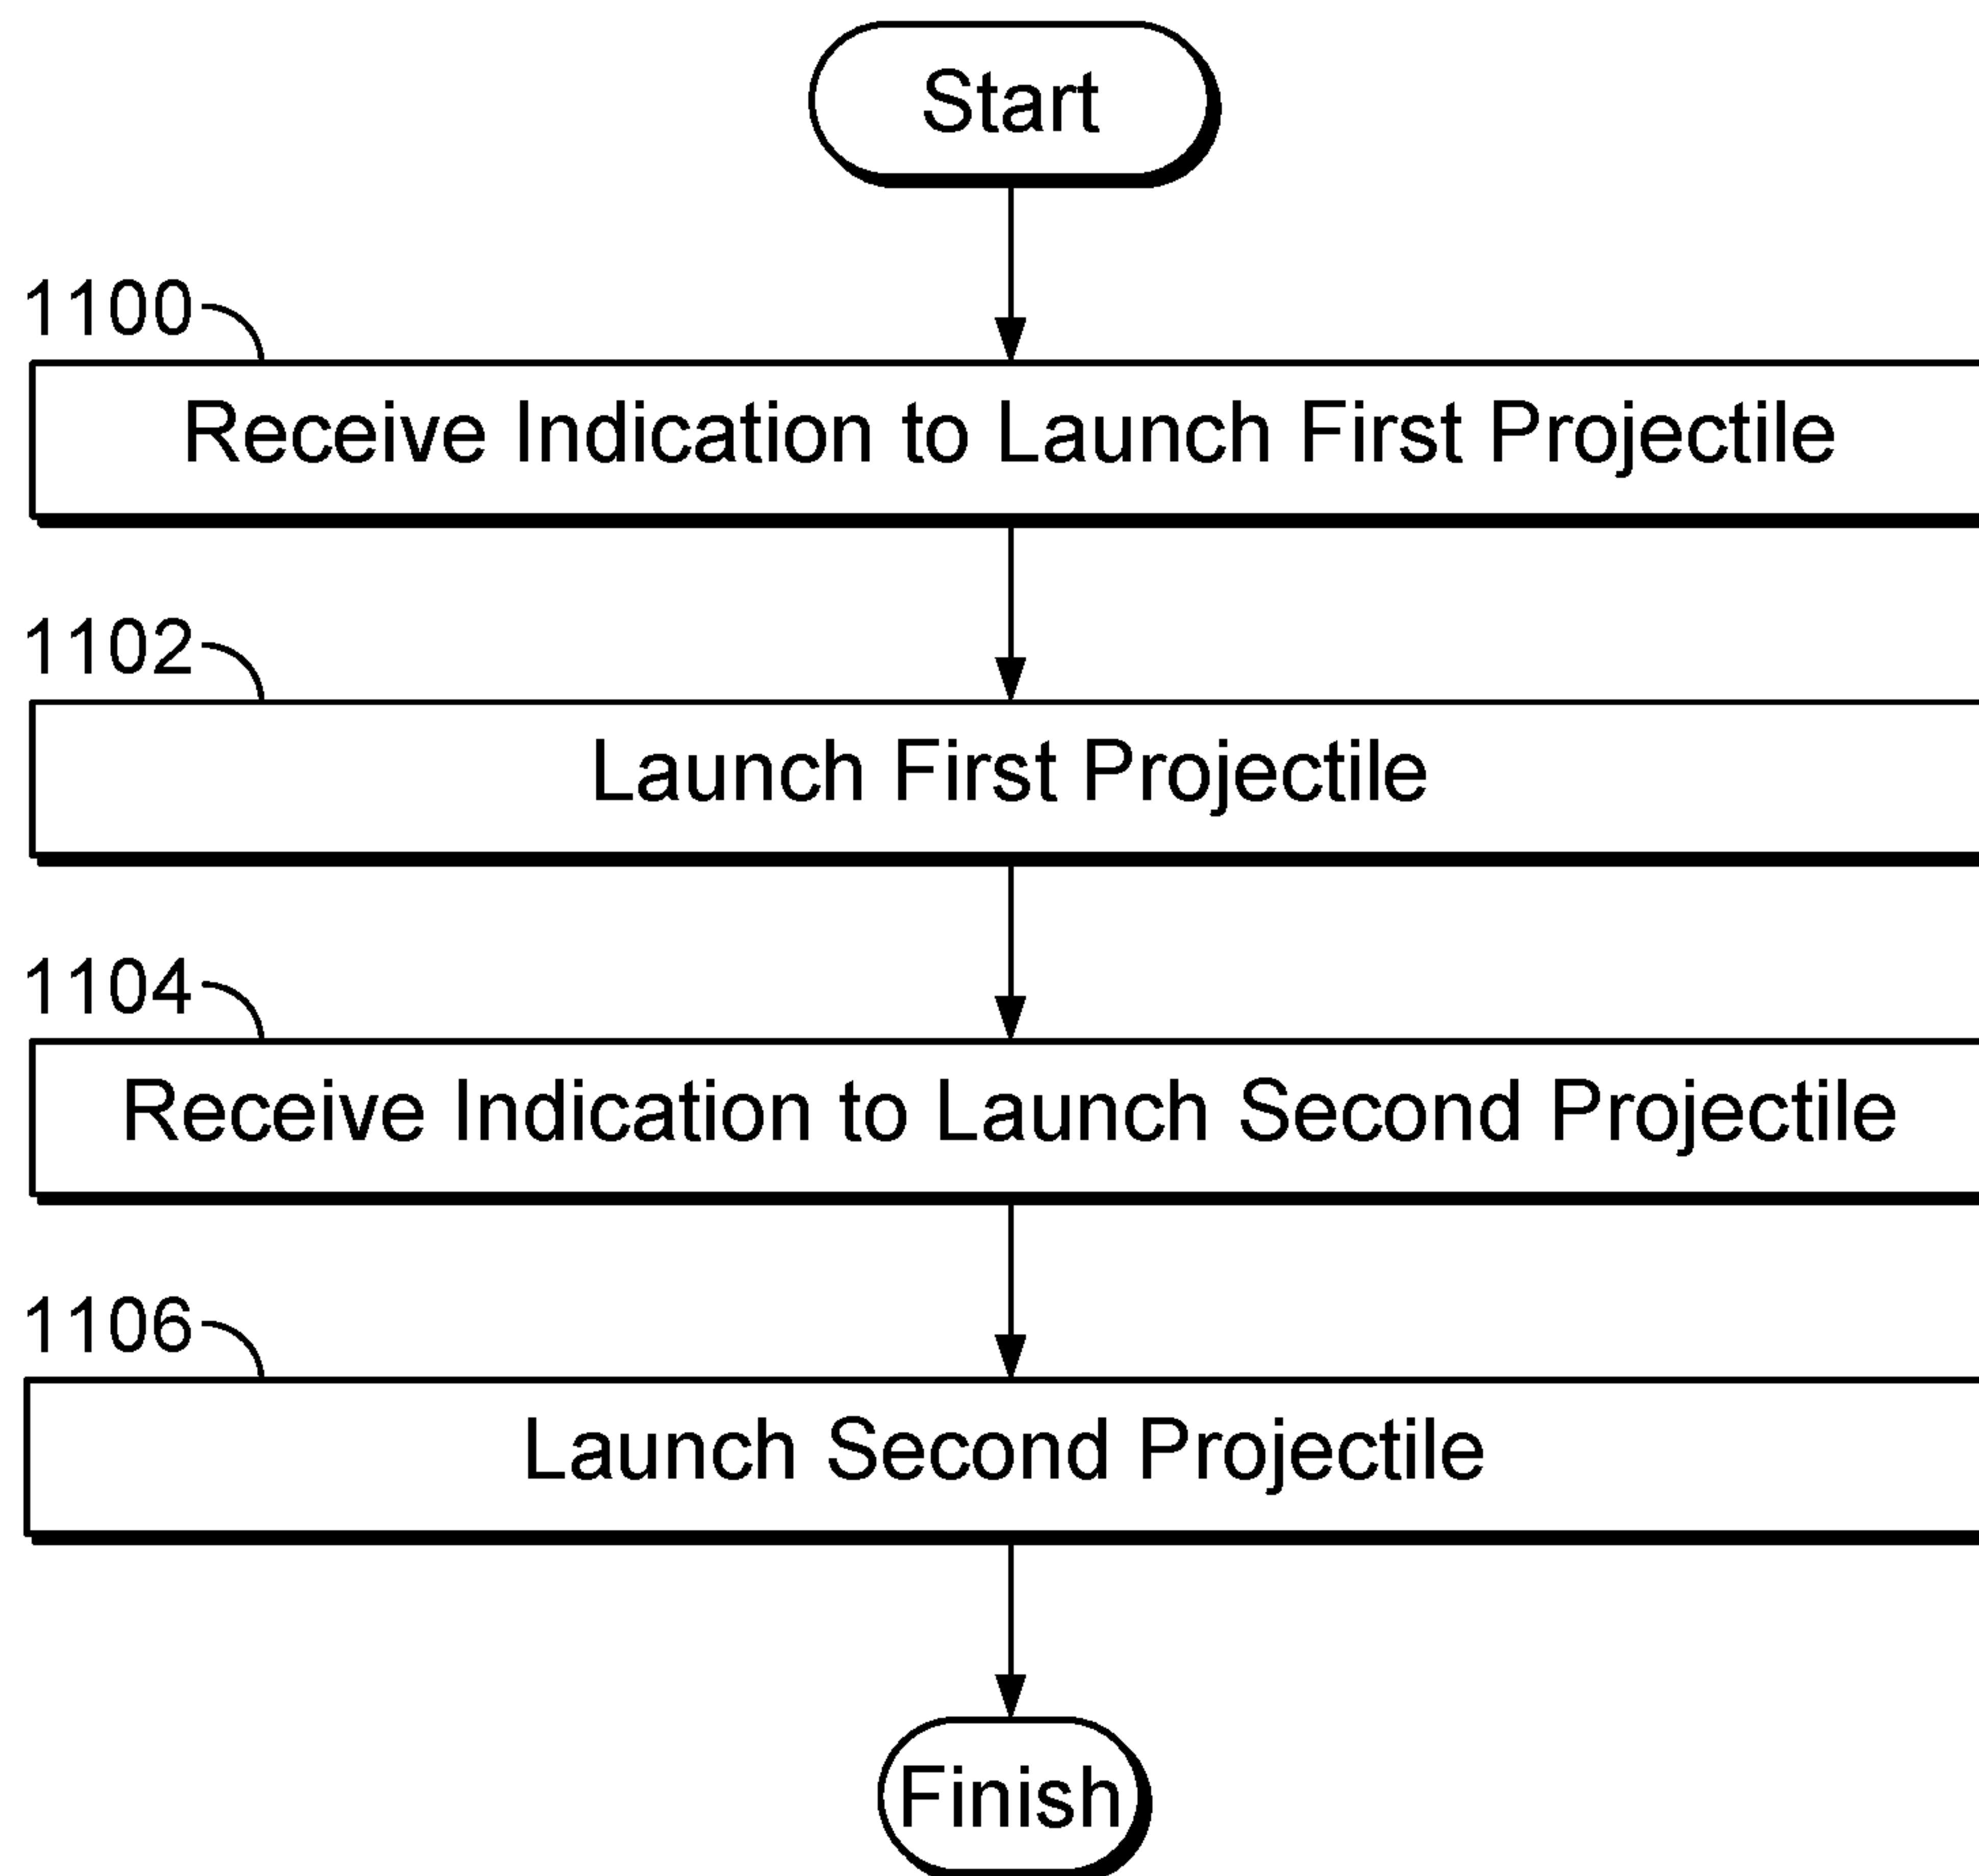 Start
1100
Receive Indication to Launch First Projectile
1102
Launch First Projectile
1104
Receive Indication to Launch Second Projectile
1106
Launch Second Projectile
Finish